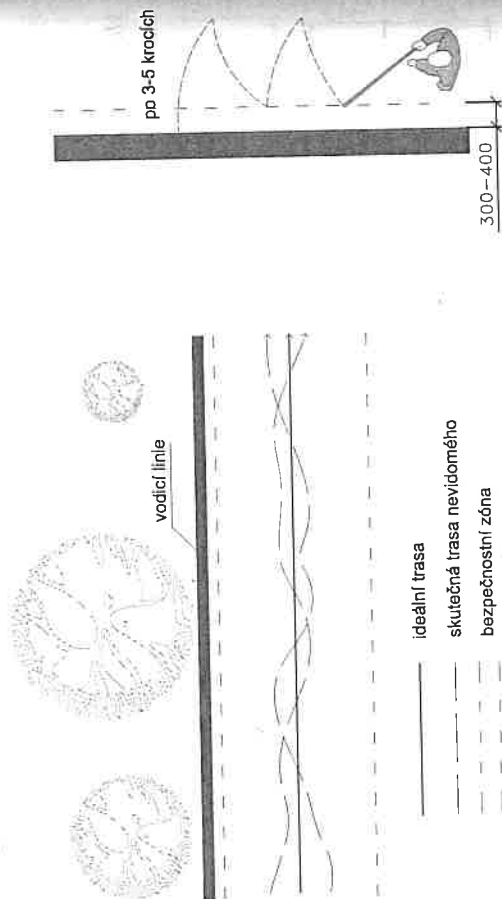 po 3-5 krocích
300–400
vodicí linie
ideální trasa
skutečná trasa nevidomého
bezpečnostní zóna